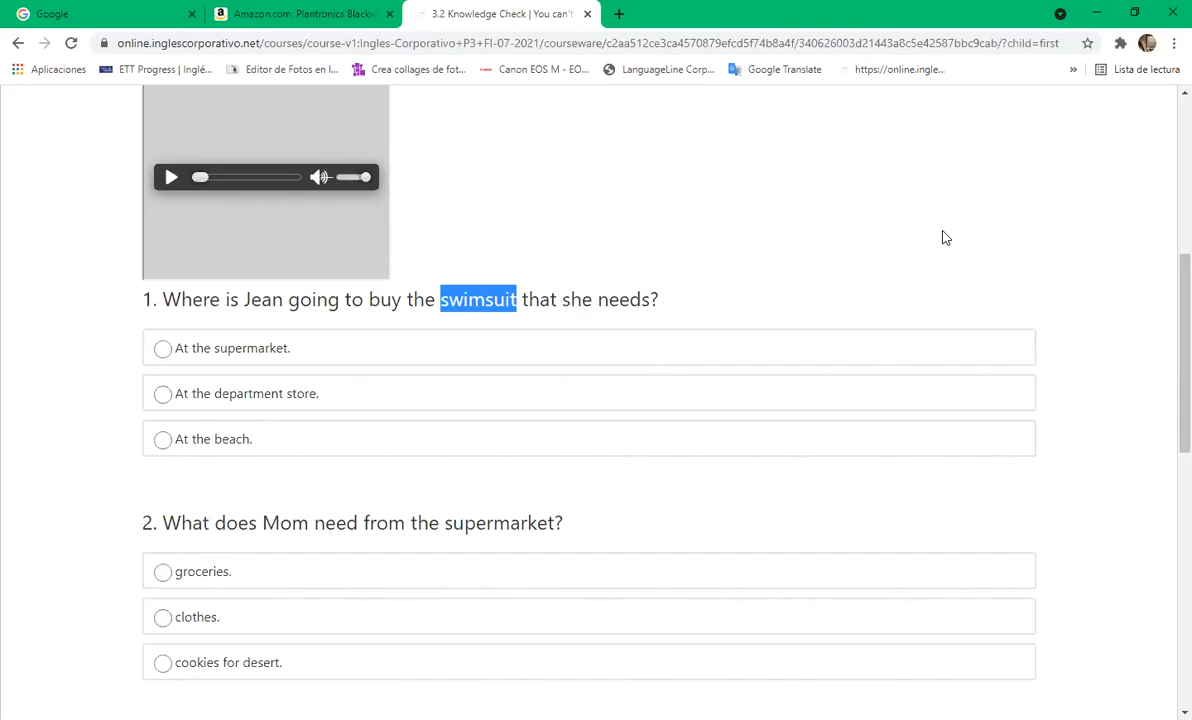 Google
Amazon.com: Plantronics Blackw
3.2 Knowledge Check | You can't
online.inglescorporativo.net/courses/course-v1:Ingles-Corporativo+P3+FI-07-2021/courseware/c2aa512ce3ca4570879efcd5f74b8a4f/340626003d21443a8c5e42587bbc9cab/?child=first
Aplicaciones
ETT Progress | Inglé...
Editor de Fotos en l...
Crea collages de fot...
Canon EOS M - EO...
LanguageLine Corp...
Google Translate
https://online.ingle...
»
Lista de lectura
1. Where is Jean going to buy the swimsuit that she needs?
At the supermarket.
At the department store.
At the beach.
2. What does Mom need from the supermarket?
groceries.
clothes.
cookies for desert.